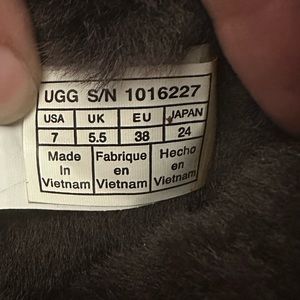 UGG S/N 1016227
USA UK EU JAPAN
7 5.5 38 24
Made Fabrique Hecho
in en en
Vietnam Vietnam Vietnam